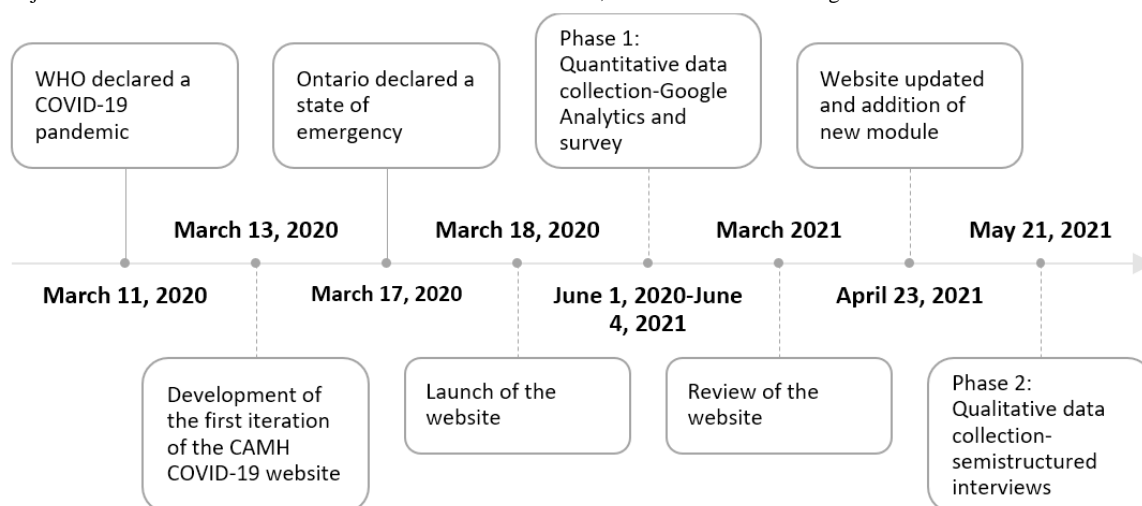 WHO declared a
COVID-19
pandemic
Ontario declared a
state of
emergency
Phase 1:
Quantitative data
collection-Google
Analytics and
survey
Website updated
and addition of
new module
March 13, 2020
March 18, 2020
March 2021
May 21, 2021
March 11, 2020
March 17, 2020
June 1, 2020-June
4, 2021
April 23, 2021
Development of
the first iteration
of the CAMH
COVID-19 website
Launch of the
website
Review of the
website
Phase 2:
Qualitative data
collection-
semistructured
interviews